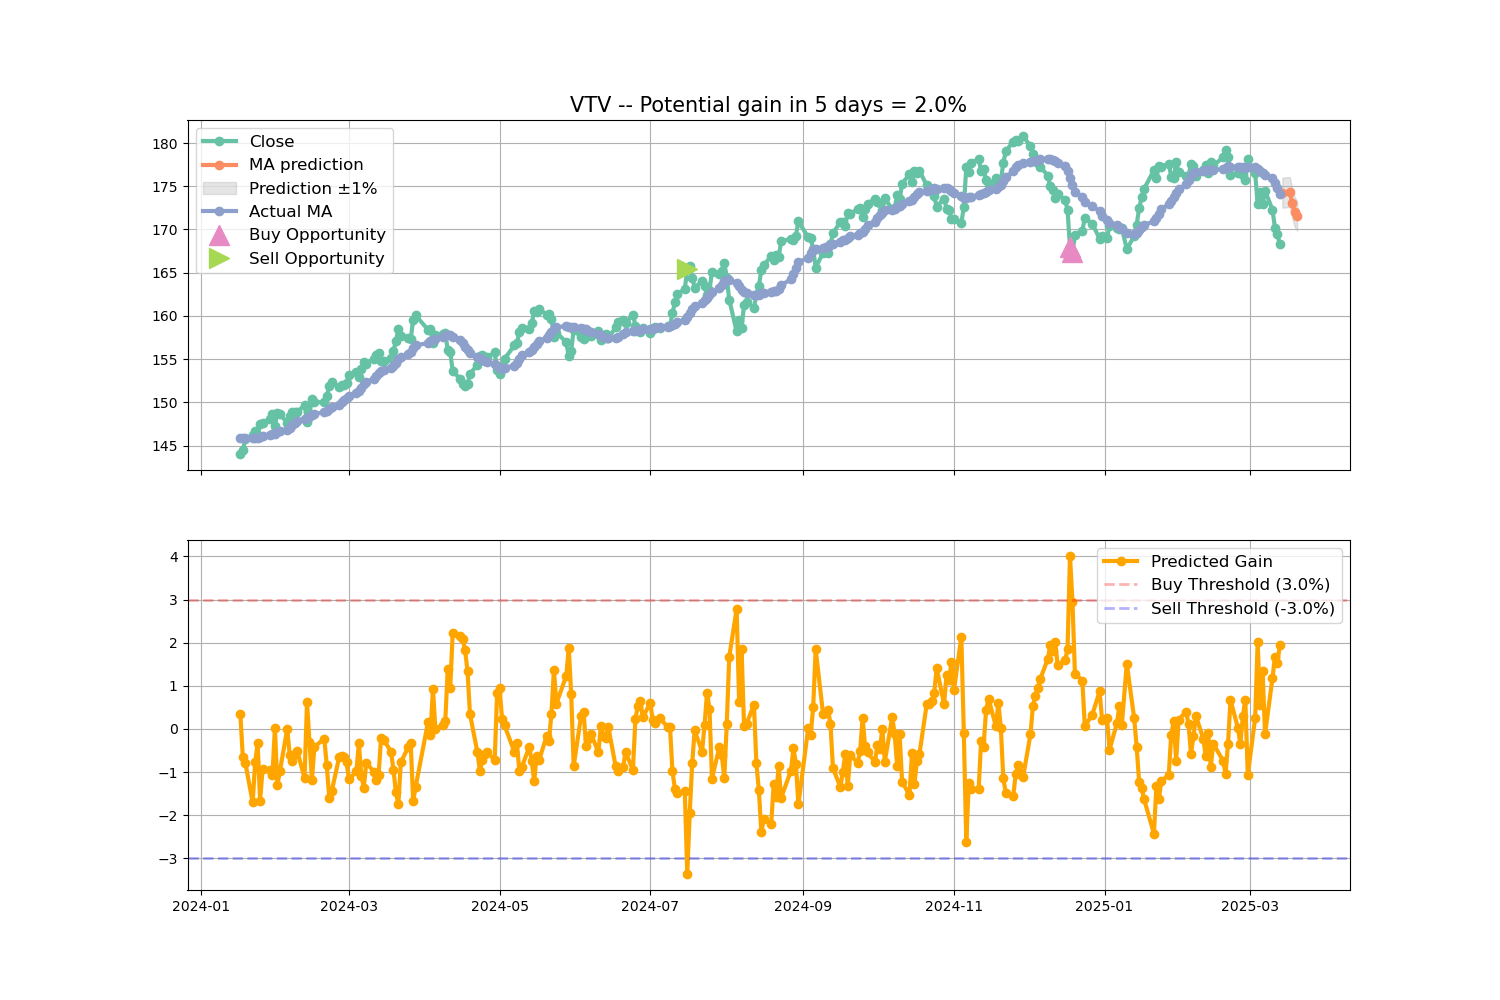 VTV -- Potential gain in 5 days = 2.0%
180
175
170
165
160
155
150
145
Close
MA prediction
Prediction ±1%
Actual MA
Buy Opportunity
Sell Opportunity
4
3
2
1
0
−1
−2
−3
Predicted Gain
Buy Threshold (3.0%)
Sell Threshold (-3.0%)
2024-01
2024-03
2024-05
2024-07
2024-09
2024-11
2025-01
2025-03